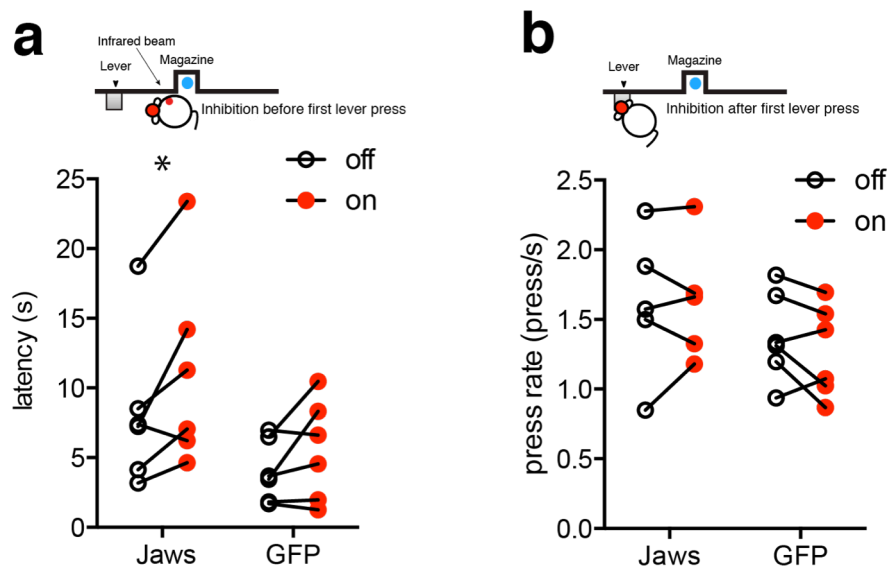 a
Infrared beam
Lever
Magazine
Inhibition before first lever press
*
off
on
25
20
15
10
5
0
latency (s)
Jaws
GFP
b
Lever
Magazine
Inhibition after first lever press
off
on
2.5
2.0
1.5
1.0
0.5
0.0
press rate (press/s)
Jaws
GFP